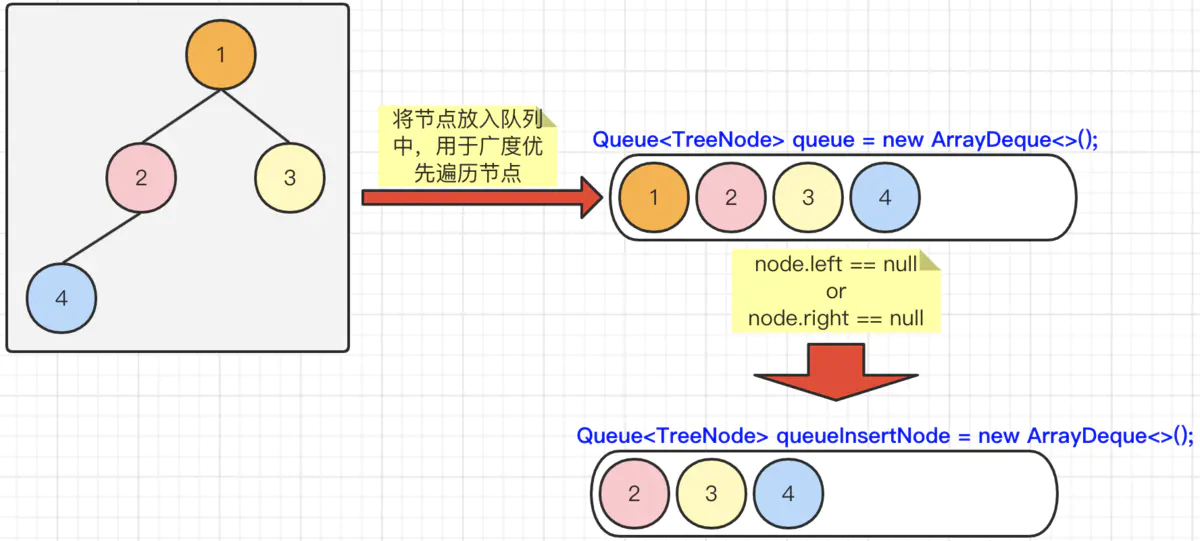 1
2
3
4
将节点放入队列
中，用于广度优
先遍历节点
Queue<TreeNode> queue = new ArrayDeque<>();
1 2 3 4
node.left == null
or
node.right == null
Queue<TreeNode> queueInsertNode = new ArrayDeque<>();
2 3 4